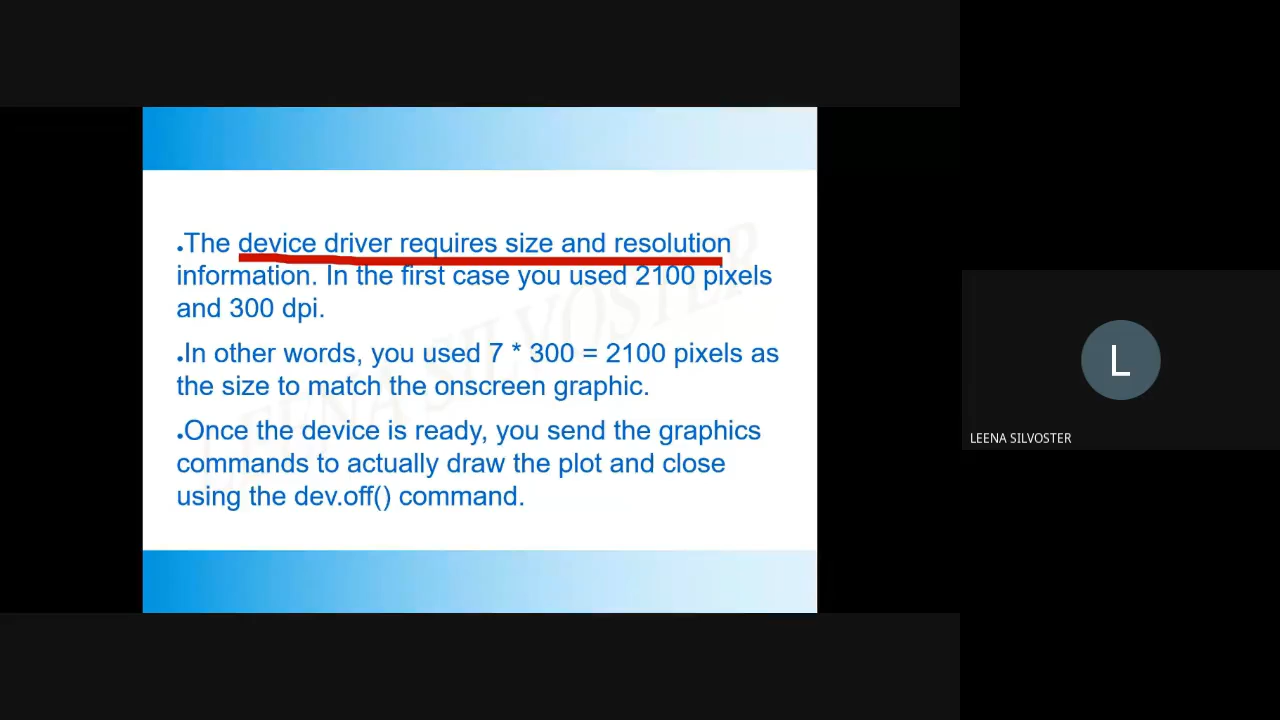 .The device driver requires size and resolution
information. In the first case you used 2100 pixels
and 300 dpi.
.In other words, you used 7 * 300 = 2100 pixels as
the size to match the onscreen graphic.
.Once the device is ready, you send the graphics
commands to actually draw the plot and close
using the dev.off() command.
LEENA SILVOSTER
L
LEENA SILVOSTER